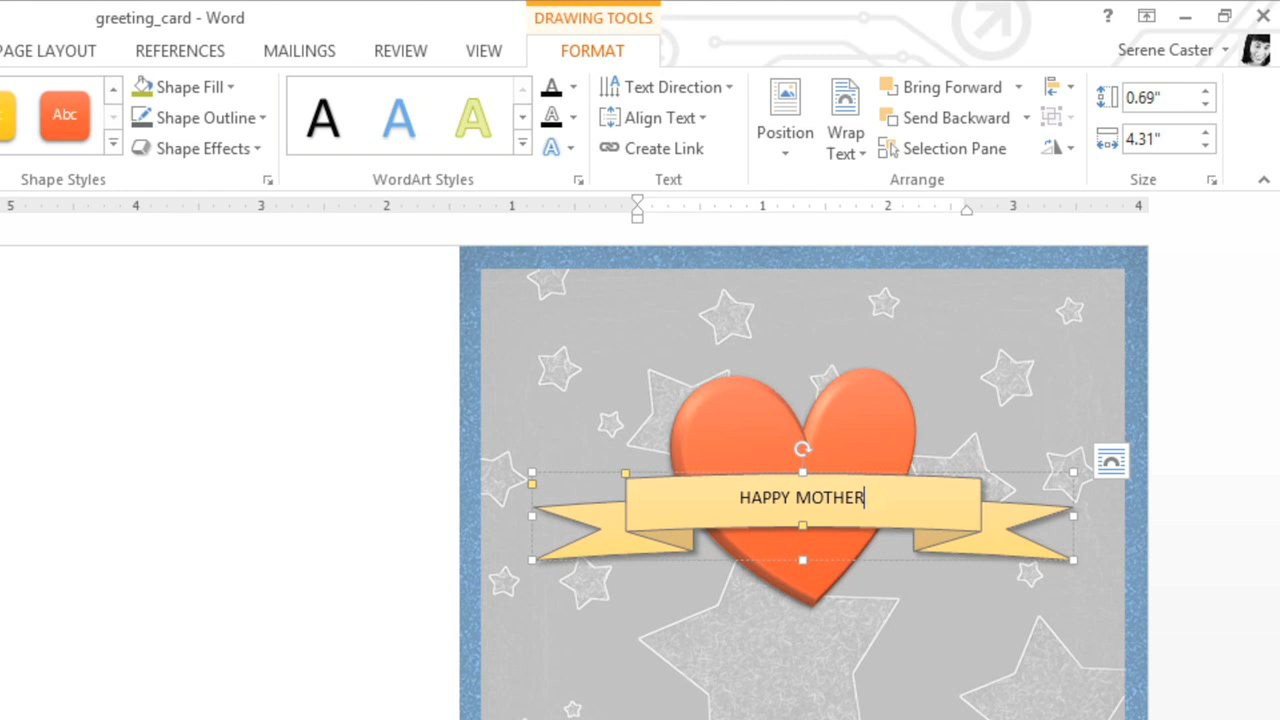 greeting_card - Word
DRAWING TOOLS
?
PAGE LAYOUT REFERENCES MAILINGS REVIEW VIEW FORMAT
Serene Caster
Abc
Shape Fill
Shape Outline
Shape Effects
Shape Styles
A A A
WordArt Styles
A
A
A
Text Direction
Align Text
Create Link
Text
Position
Wrap
Text
Bring Forward
Send Backward
Selection Pane
Arrange
0.69"
4.31"
Size
5 4 3 2 1 1 2 3 4
HAPPY MOTHER